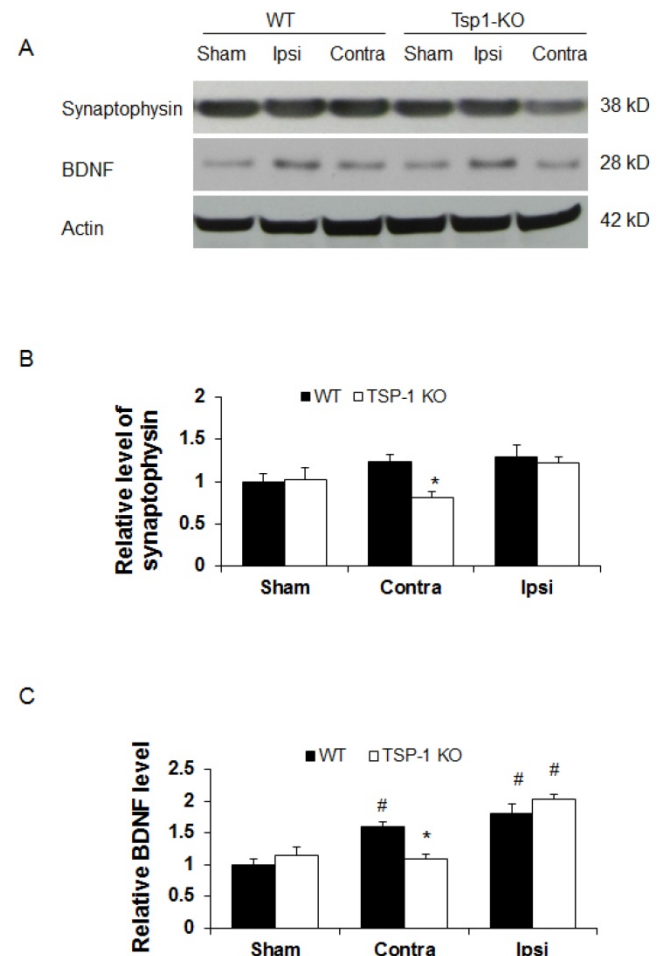 WT Tsp1-KO
A
Sham Ipsi Contra Sham Ipsi Contra
Synaptophysin 38 kD
BDNF 28 kD
Actin 42 kD
B
WT TSP-1 KO
Relative level of
synaptophysin
2
1.5
1
0.5
0
*
Sham Contra Ipsi
C
WT TSP-1 KO
Relative BDNF level
2.5
2
1.5
1
0.5
0
# * # #
Sham Contra Ipsi